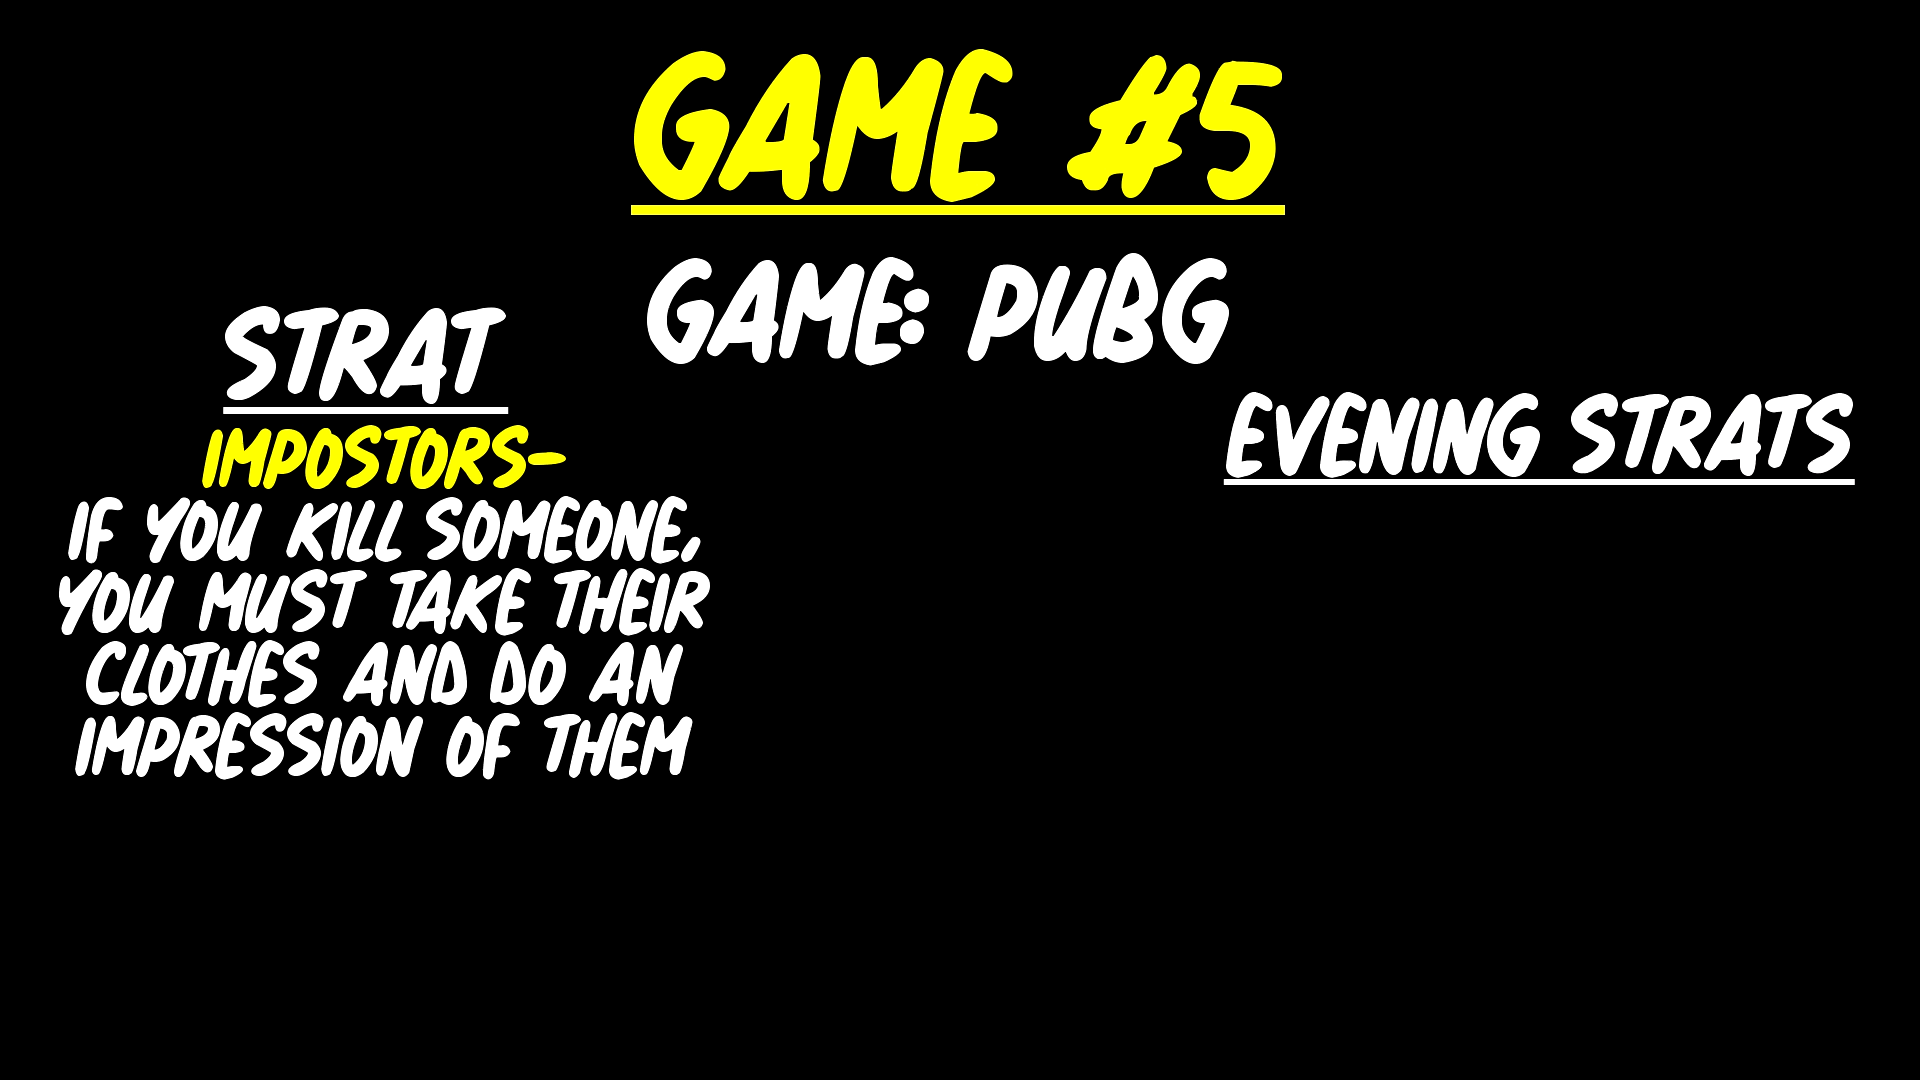 GAME #5
GAME: PUBG
STRAT
IMPOSTORS-
IF YOU KILL SOMEONE,
YOU MUST TAKE THEIR
CLOTHES AND DO AN
IMPRESSION OF THEM
EVENING STRATS